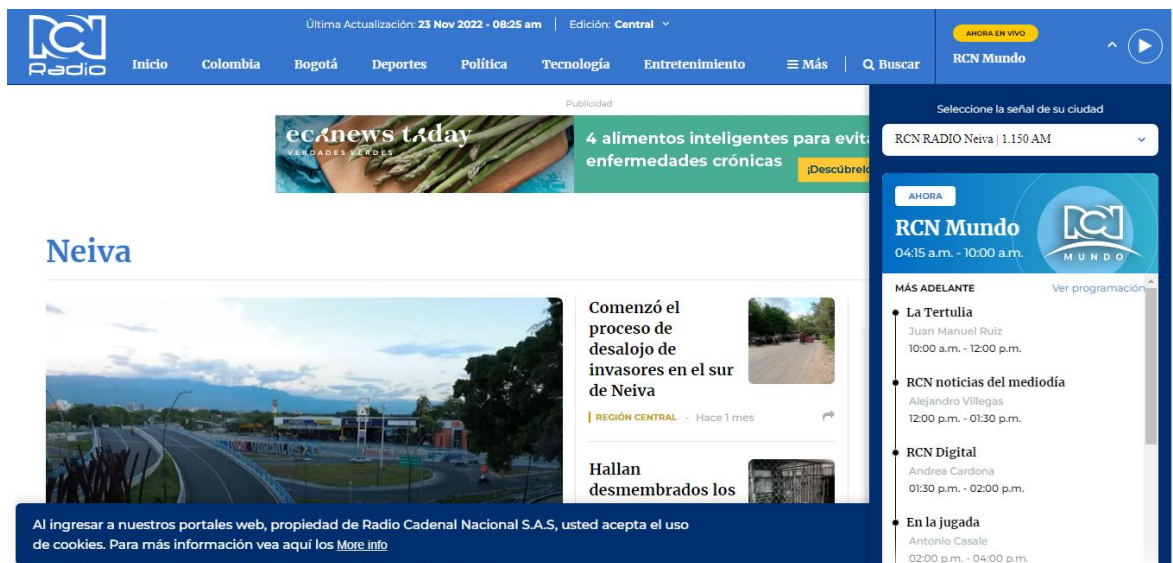 RCN
Radio
Última Actualización: 23 Nov 2022 - 08:25 am | Edición: Central
Inicio Colombia Bogotá Deportes Política Tecnología Entretenimiento Más Buscar
AHORA EN VIVO
RCN Mundo
Publicidad
econews today
VERDADES VERDES
4 alimentos inteligentes para evita
enfermedades crónicas
¡Descúbrelo
Seleccione la señal de su ciudad
RCN RADIO Neiva | 1.150 AM
AHORA
RCN Mundo
04:15 a.m. - 10:00 a.m.
RCN
MUNDO
MÁS ADELANTE Ver programación
La Tertulia
Juan Manuel Ruiz
10:00 a.m. - 12:00 p.m.
RCN noticias del mediodía
Alejandro Villegas
12:00 p.m. - 01:30 p.m.
RCN Digital
Andrea Cardona
01:30 p.m. - 02:00 p.m.
En la jugada
Antonio Casale
02:00 p.m. - 04:00 p.m.
Neiva
Comenzó el
proceso de
desalojo de
invasores en el sur
de Neiva
REGIÓN CENTRAL - Hace 1 mes
Hallan
desmembrados los
Al ingresar a nuestros portales web, propiedad de Radio Cadenal Nacional S.A.S, usted acepta el uso
de cookies. Para más información vea aquí los More info